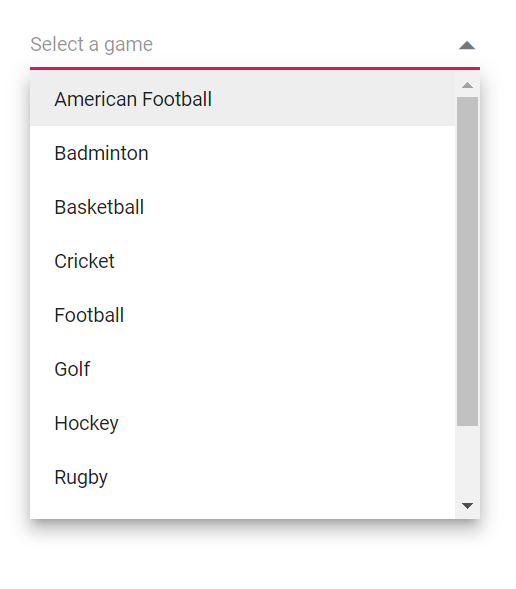 Select a game
American Football
Badminton
Basketball
Cricket
Football
Golf
Hockey
Rugby